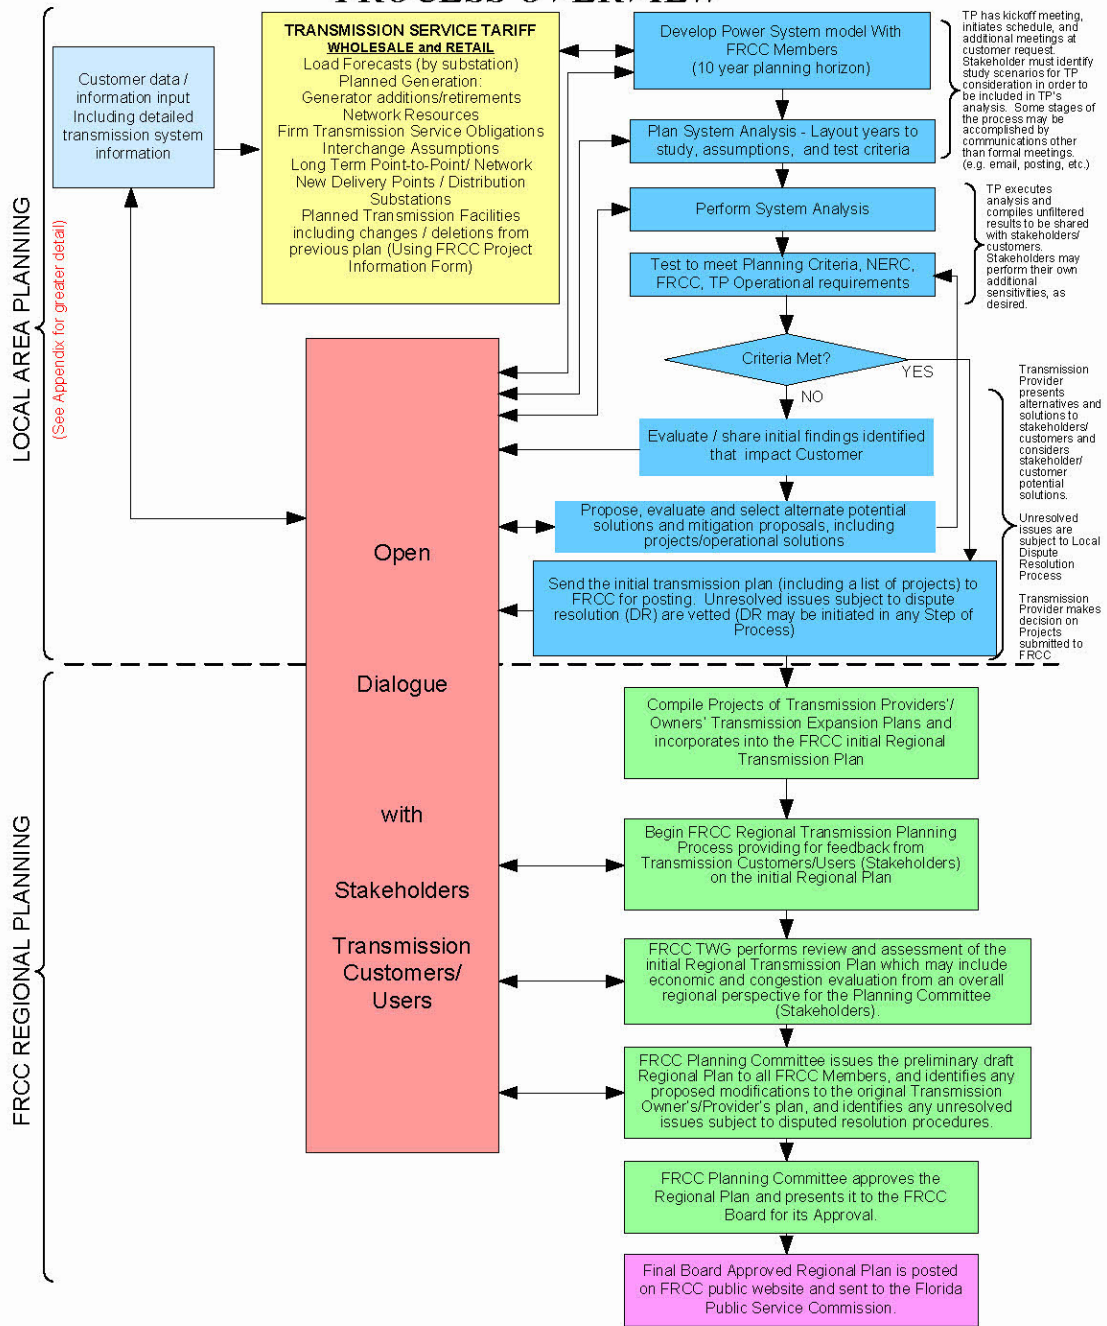 PROCESS OVERVIEW
TRANSMISSION SERVICE TARIFF
WHOLESALE and RETAIL
Load Forecasts (by substation)
Planned Generation:
Generator additions/retirements
Network Resources
Firm Transmission Service Obligations
Interchange Assumptions
Long Term Point-to-Point/ Network
New Delivery Points / Distribution
Substations
Planned Transmission Facilities
including changes / deletions from
previous plan (Using FRCC Project
Information Form)
Customer data /
information input
Including detailed
transmission system
information
Develop Power System model With
FRCC Members
(10 year planning horizon)
TP has kickoff meeting,
initiates schedule, and
additional meetings at
customer request.
Stakeholder must identify
study scenarios for TP
consideration in order to
be included in TP's
analysis. Some stages of
the process may be
accomplished by
communications other
than formal meetings.
(e.g. email, posting, etc.)
Plan System Analysis - Layout years to
study, assumptions, and test criteria
Perform System Analysis
TP executes
analysis and
compiles unfiltered
results to be shared
with stakeholders/
customers.
Stakeholders may
perform their own
additional
sensitivities, as
desired.
Test to meet Planning Criteria, NERC,
FRCC, TP Operational requirements
Criteria Met?
YES
NO
LOCAL AREA PLANNING
(See Appendix for greater detail)
Evaluate / share initial findings identified
that impact Customer
Transmission
Provider
presents
alternatives and
solutions to
stakeholders/
customers and
considers
stakeholder/
customer
potential
solutions.
Unresolved
issues are
subject to Local
Dispute
Resolution
Process
Transmission
Provider makes
decision on
Projects
submitted to
FRCC
Propose, evaluate and select alternate potential
solutions and mitigation proposals, including
projects/operational solutions
Send the initial transmission plan (including a list of projects) to
FRCC for posting. Unresolved issues subject to dispute
resolution (DR) are vetted (DR may be initiated in any Step of
Process)
Open
Dialogue
with
Stakeholders
Transmission
Customers/
Users
FRCC REGIONAL PLANNING
Compile Projects of Transmission Providers'/
Owners' Transmission Expansion Plans and
incorporates into the FRCC initial Regional
Transmission Plan
Begin FRCC Regional Transmission Planning
Process providing for feedback from
Transmission Customers/Users (Stakeholders)
on the initial Regional Plan
FRCC TWG performs review and assessment of the
initial Regional Transmission Plan which may include
economic and congestion evaluation from an overall
regional perspective for the Planning Committee
(Stakeholders).
FRCC Planning Committee issues the preliminary draft
Regional Plan to all FRCC Members, and identifies any
proposed modifications to the original Transmission
Owner's/Provider's plan, and identifies any unresolved
issues subject to disputed resolution procedures.
FRCC Planning Committee approves the
Regional Plan and presents it to the FRCC
Board for its Approval.
Final Board Approved Regional Plan is posted
on FRCC public website and sent to the Florida
Public Service Commission.